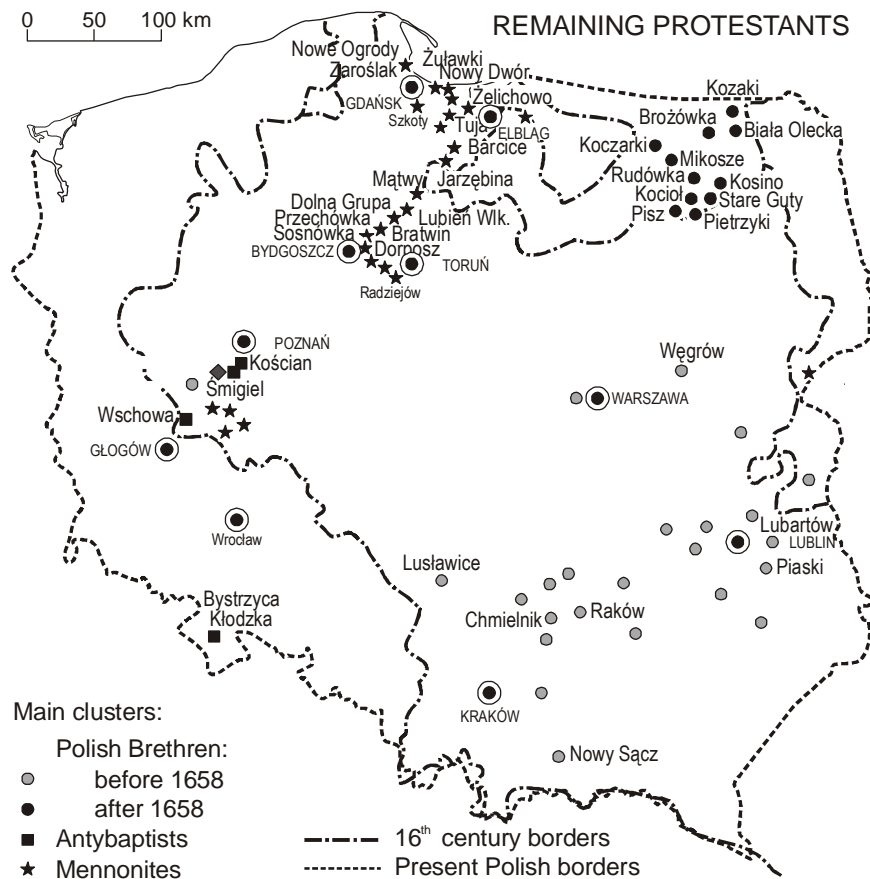 0 50 100 km
REMAINING PROTESTANTS
Nowe Ogrody
Żuławki
Zaroślak
Nowy Dwór
GDAŃSK
Żelichowo
Szkoty
Tuja
ELBLĄG
Bârcice
Mątwy
Jarzębina
Dolna Grupa
Lubień Wlk.
Przechówka
Sosnówka
Bratwin
BYDGOSZCZ
Dorposz
TORUŃ
Radziejów
Kozaki
Brożówka
Biała Olecka
Koczarki
Mikosze
Rudówka
Kosino
Kocioł
Stare Guty
Pisz
Pietrzyki
POZNAŃ
Kościan
Śmigiel
Wschowa
GŁOGÓW
Węgrów
WARSZAWA
Wrocław
Lubartów
LUBLIN
Lusławice
Piaski
Bystrzyca
Kłodzka
Chmielnik
Raków
KRAKÓW
Nowy Sącz
Main clusters:
Polish Brethren:
before 1658
after 1658
Antybaptists
Mennonites
16th century borders
Present Polish borders